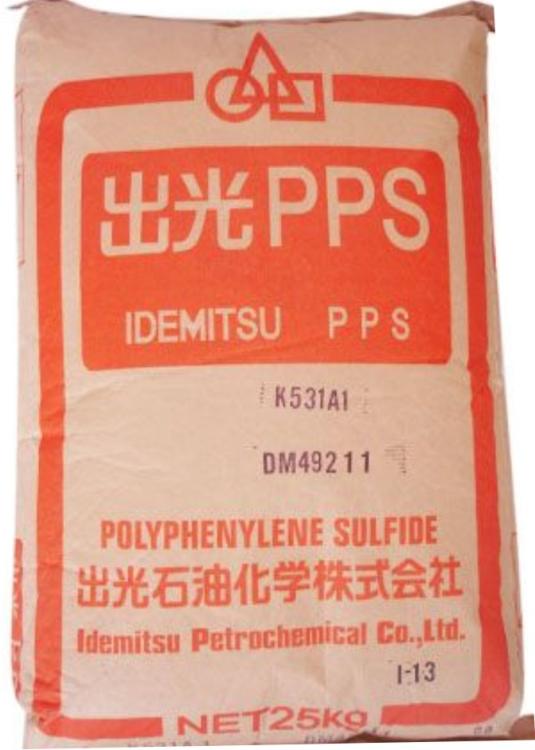 出光PPS
IDEMITSU PPS
K531A1
DM49211
POLYPHENYLENE SULFIDE
出光石油化学株式会社
Idemitsu Petrochemical Co.,Ltd.
I-13
NET25kg